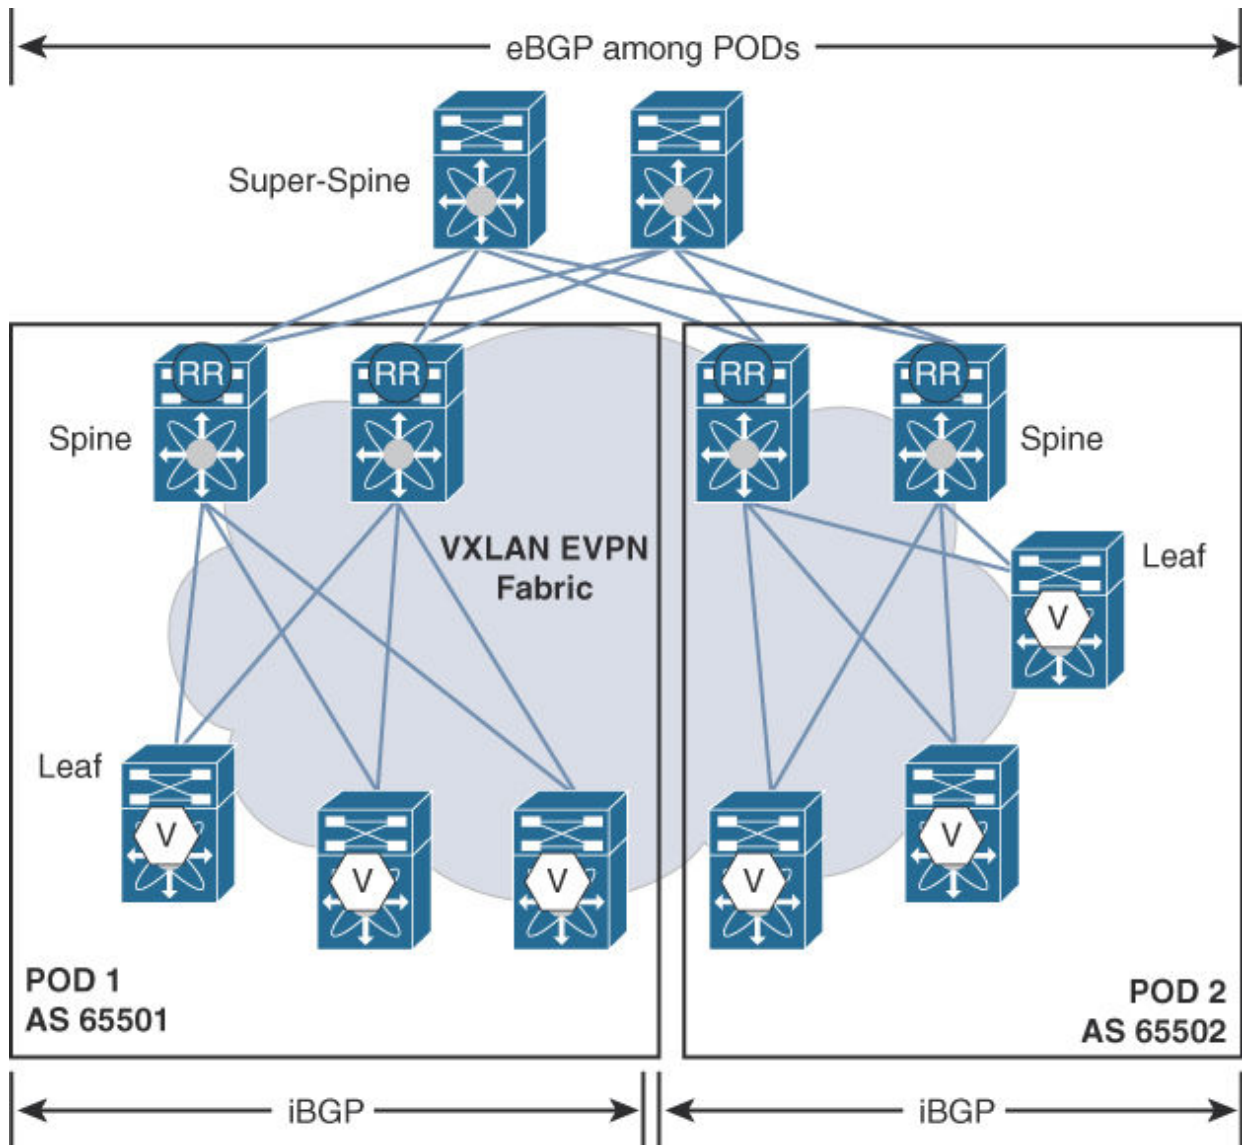 eBGP among PODs
Super-Spine
RR
RR
RR
RR
Spine
Spine
VXLAN EVPN
Fabric
Leaf
V
Leaf
V
V
V
V
V
POD 1
AS 65501
POD 2
AS 65502
iBGP
iBGP